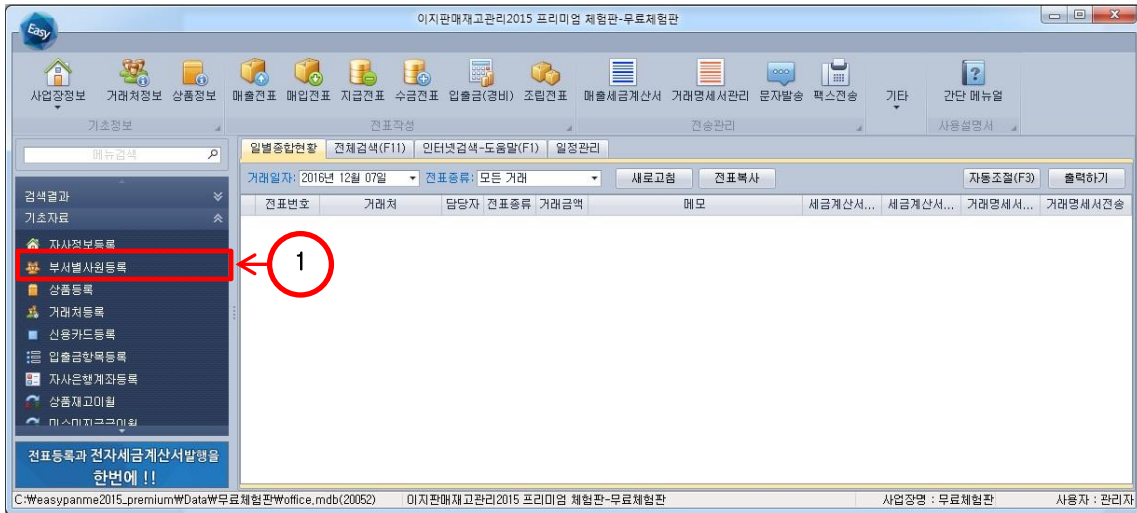 이지판매재고관리2015 프리미엄 체험판-무료체험판
Easy
사업장정보 거래처정보 상품정보 매출전표 매입전표 지급전표 수금전표 입출금(경비) 조립전표 매출세금계산서 거래명세서관리 문자발송 팩스전송 기타 간단 메뉴얼
기초정보 전표작성 전송관리 사용설명서
메뉴검색 일별종합현황 전체검색(F11) 인터넷검색-도움말(F1) 일정관리
거래일자: 2016년 12월 07일 전표종류: 모든 거래 새로고침 전표복사 자동조절(F3) 출력하기
전표번호 거래처 담당자 전표종류 거래금액 메모 세금계산서... 세금계산서... 거래명세서... 거래명세서전송
검색결과
기초자료
자사정보등록
부서별사원등록
1
상품등록
거래처등록
신용카드등록
입출금항목등록
자사은행계좌등록
상품재고이월
전표등록과 전자세금계산서발행을
한번에 !!
C:₩easypanme2015_premium₩Data₩무료체험판₩office.mdb(20052) 이지판매재고관리2015 프리미엄 체험판-무료체험판 사업장명 : 무료체험판 사용자 : 관리자